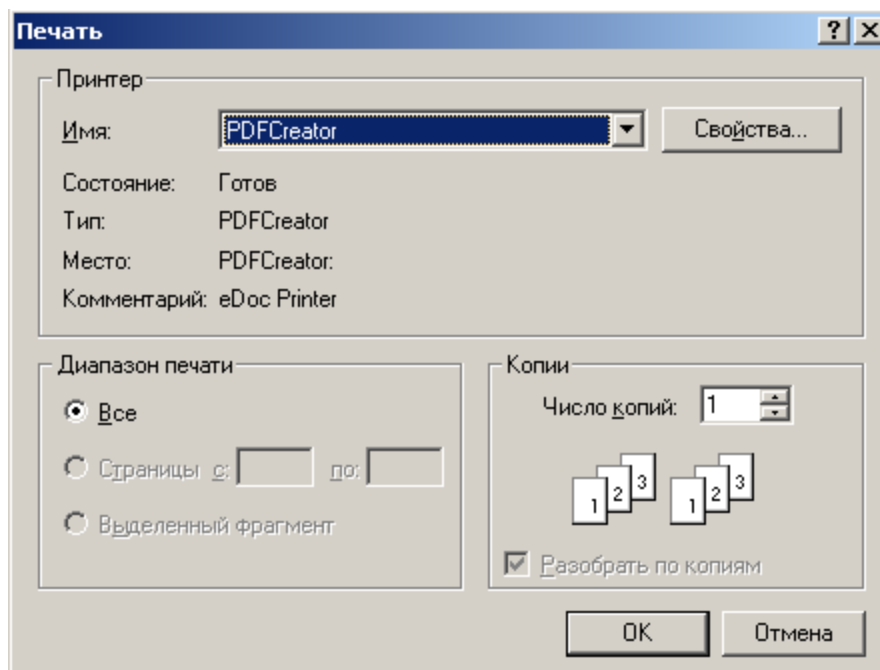 Печать
Принтер
Имя: PDFCreator Свойства...
Состояние: Готов
Тип: PDFCreator
Место: PDFCreator:
Комментарий: eDoc Printer
Диапазон печати
Все
Страницы с: по:
Выделенный фрагмент
Копии
Число копий: 1
1 2 3 1 2 3
Разобрать по копиям
OK Отмена